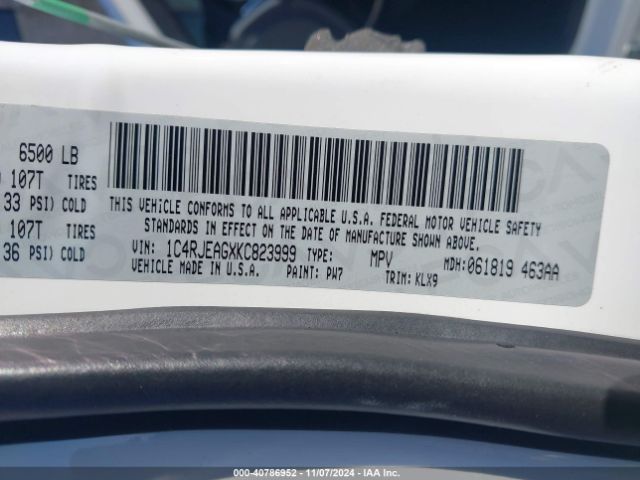 6500 LB
107T TIRES
33 PSI) COLD
107T TIRES
36 PSI) COLD
THIS VEHICLE CONFORMS TO ALL APPLICABLE U.S.A. FEDERAL MOTOR VEHICLE SAFETY
STANDARDS IN EFFECT ON THE DATE OF MANUFACTURE SHOWN ABOVE.
VIN: 1C4RJEAGXKC823999 TYPE: MPV MDH:061819 463AA
VEHICLE MADE IN U.S.A. PAINT: PW7 TRIM: KLX9
000-40786952 - 11/07/2024 - IAAI.COM